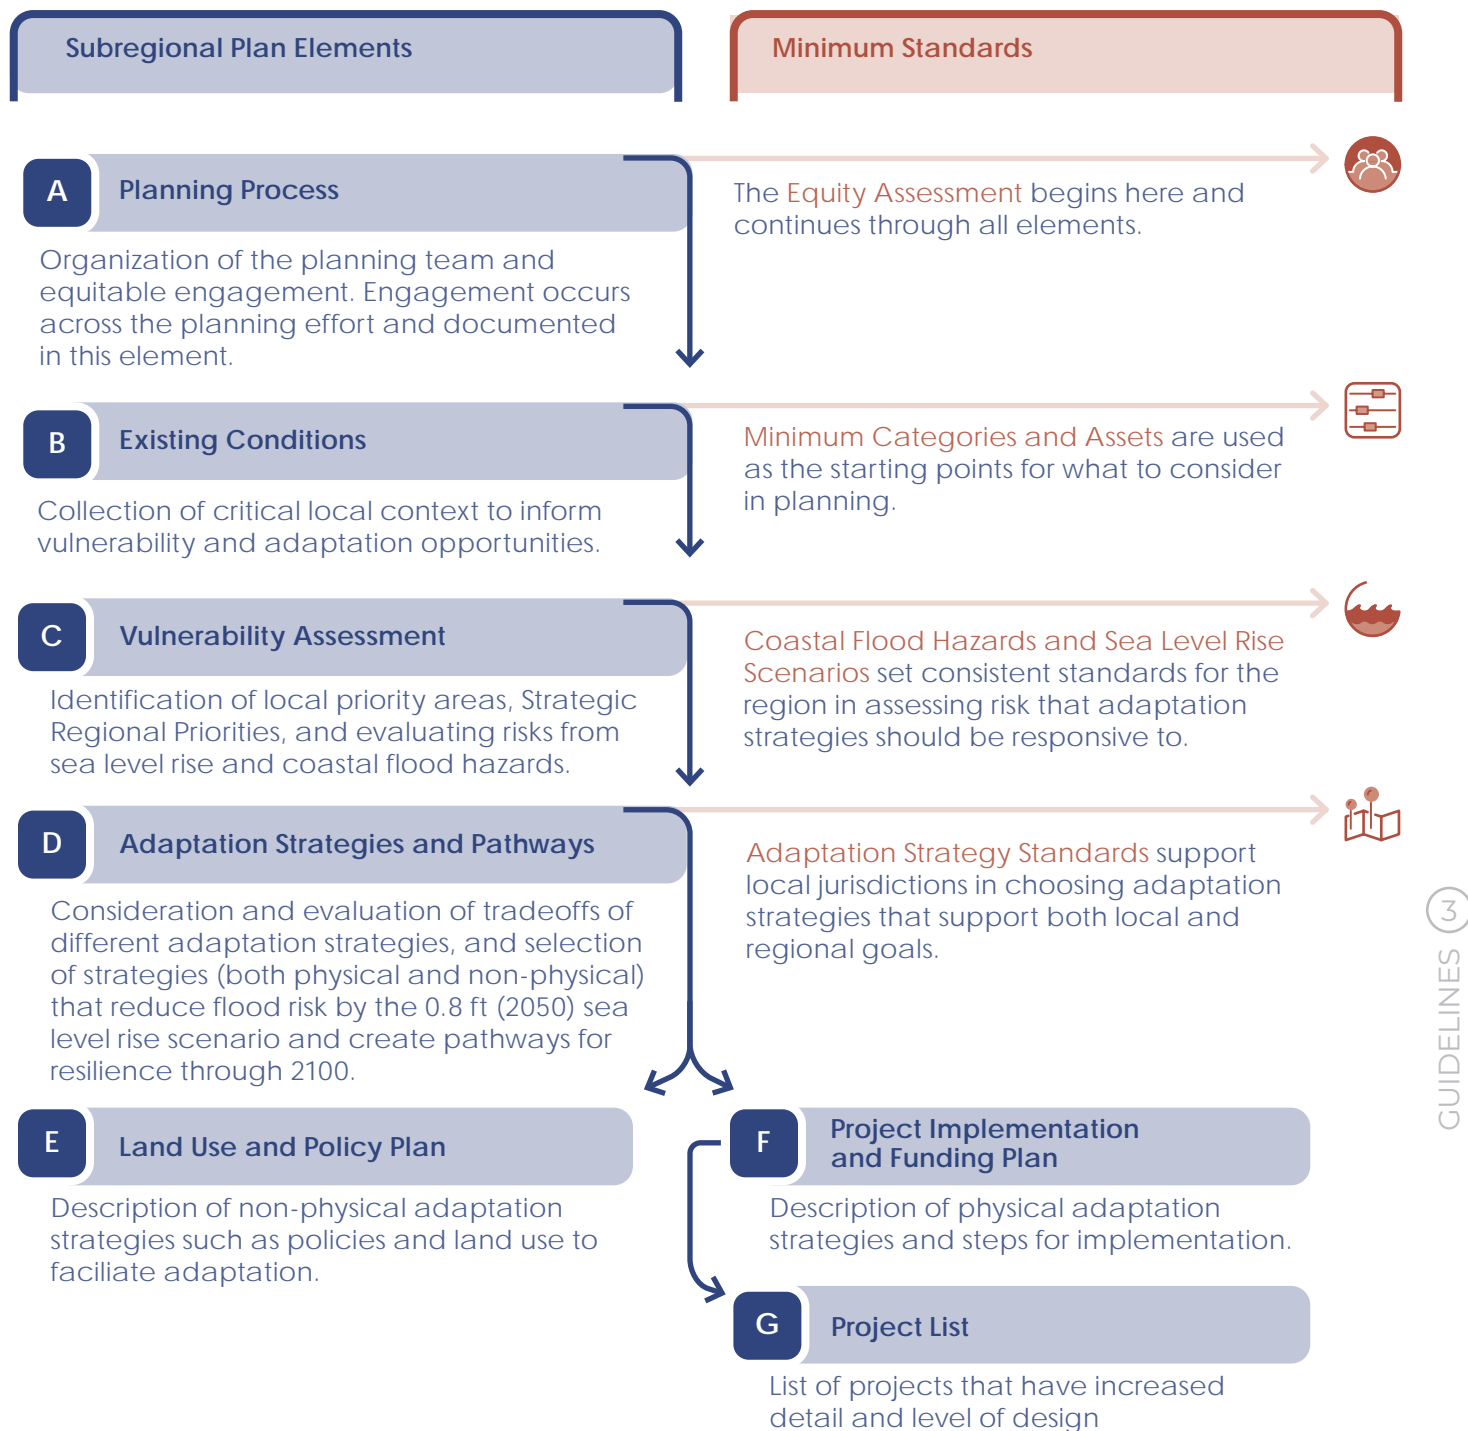 Subregional Plan Elements
Minimum Standards
A
Planning Process
Organization of the planning team and
equitable engagement. Engagement occurs
across the planning effort and documented
in this element.
The Equity Assessment begins here and
continues through all elements.
B
Existing Conditions
Collection of critical local context to inform
vulnerability and adaptation opportunities.
Minimum Categories and Assets are used
as the starting points for what to consider
in planning.
C
Vulnerability Assessment
Identification of local priority areas, Strategic
Regional Priorities, and evaluating risks from
sea level rise and coastal flood hazards.
Coastal Flood Hazards and Sea Level Rise
Scenarios set consistent standards for the
region in assessing risk that adaptation
strategies should be responsive to.
D
Adaptation Strategies and Pathways
Consideration and evaluation of tradeoffs of
different adaptation strategies, and selection
of strategies (both physical and non-physical)
that reduce flood risk by the 0.8 ft (2050) sea
level rise scenario and create pathways for
resilience through 2100.
Adaptation Strategy Standards support
local jurisdictions in choosing adaptation
strategies that support both local and
regional goals.
E
Land Use and Policy Plan
Description of non-physical adaptation
strategies such as policies and land use to
faciliate adaptation.
F
Project Implementation
and Funding Plan
Description of physical adaptation
strategies and steps for implementation.
G
Project List
List of projects that have increased
detail and level of design
GUIDELINES 3